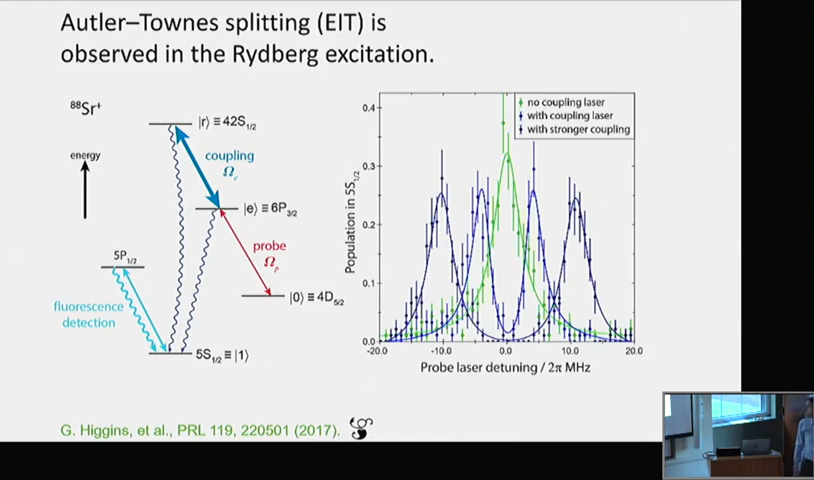 Autler–Townes splitting (EIT) is
observed in the Rydberg excitation.
⁸⁸Sr⁺
energy
|r⟩ ≡ 42S₁/₂
coupling
Ω꜀
|e⟩ ≡ 6P₃/₂
probe
Ωₚ
|0⟩ ≡ 4D₅/₂
5P₁/₂
fluorescence
detection
5S₁/₂ ≡ |1⟩
no coupling laser
with coupling laser
with stronger coupling
Population in 5S₁/₂
0.4
0.3
0.2
0.1
0.0
-20.0 -10.0 0.0 10.0 20.0
Probe laser detuning / 2π MHz
G. Higgins, et al., PRL 119, 220501 (2017).